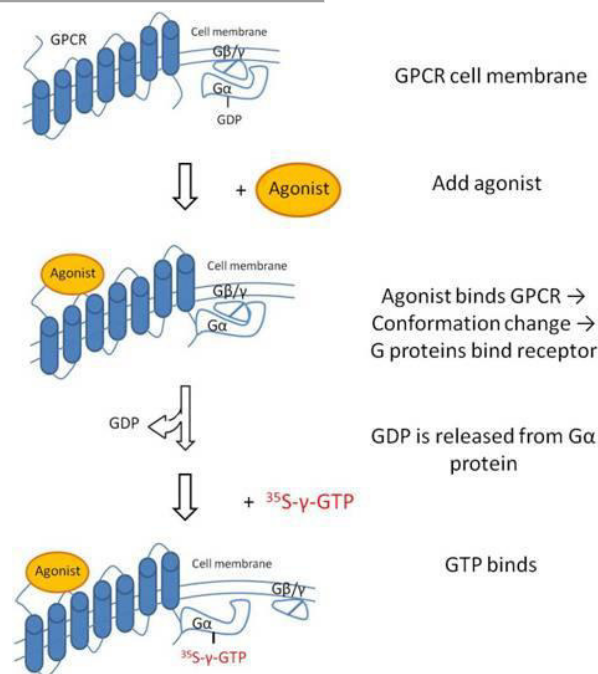 GPCR
Cell membrane
Gβ/γ
Gα
GDP
GPCR cell membrane
+ Agonist
Add agonist
Agonist
Cell membrane
Gβ/γ
Gα
Agonist binds GPCR →
Conformation change →
G proteins bind receptor
GDP
GDP is released from Gα
protein
+ ³⁵S-γ-GTP
Agonist
Cell membrane
Gβ/γ
Gα
³⁵S-γ-GTP
GTP binds